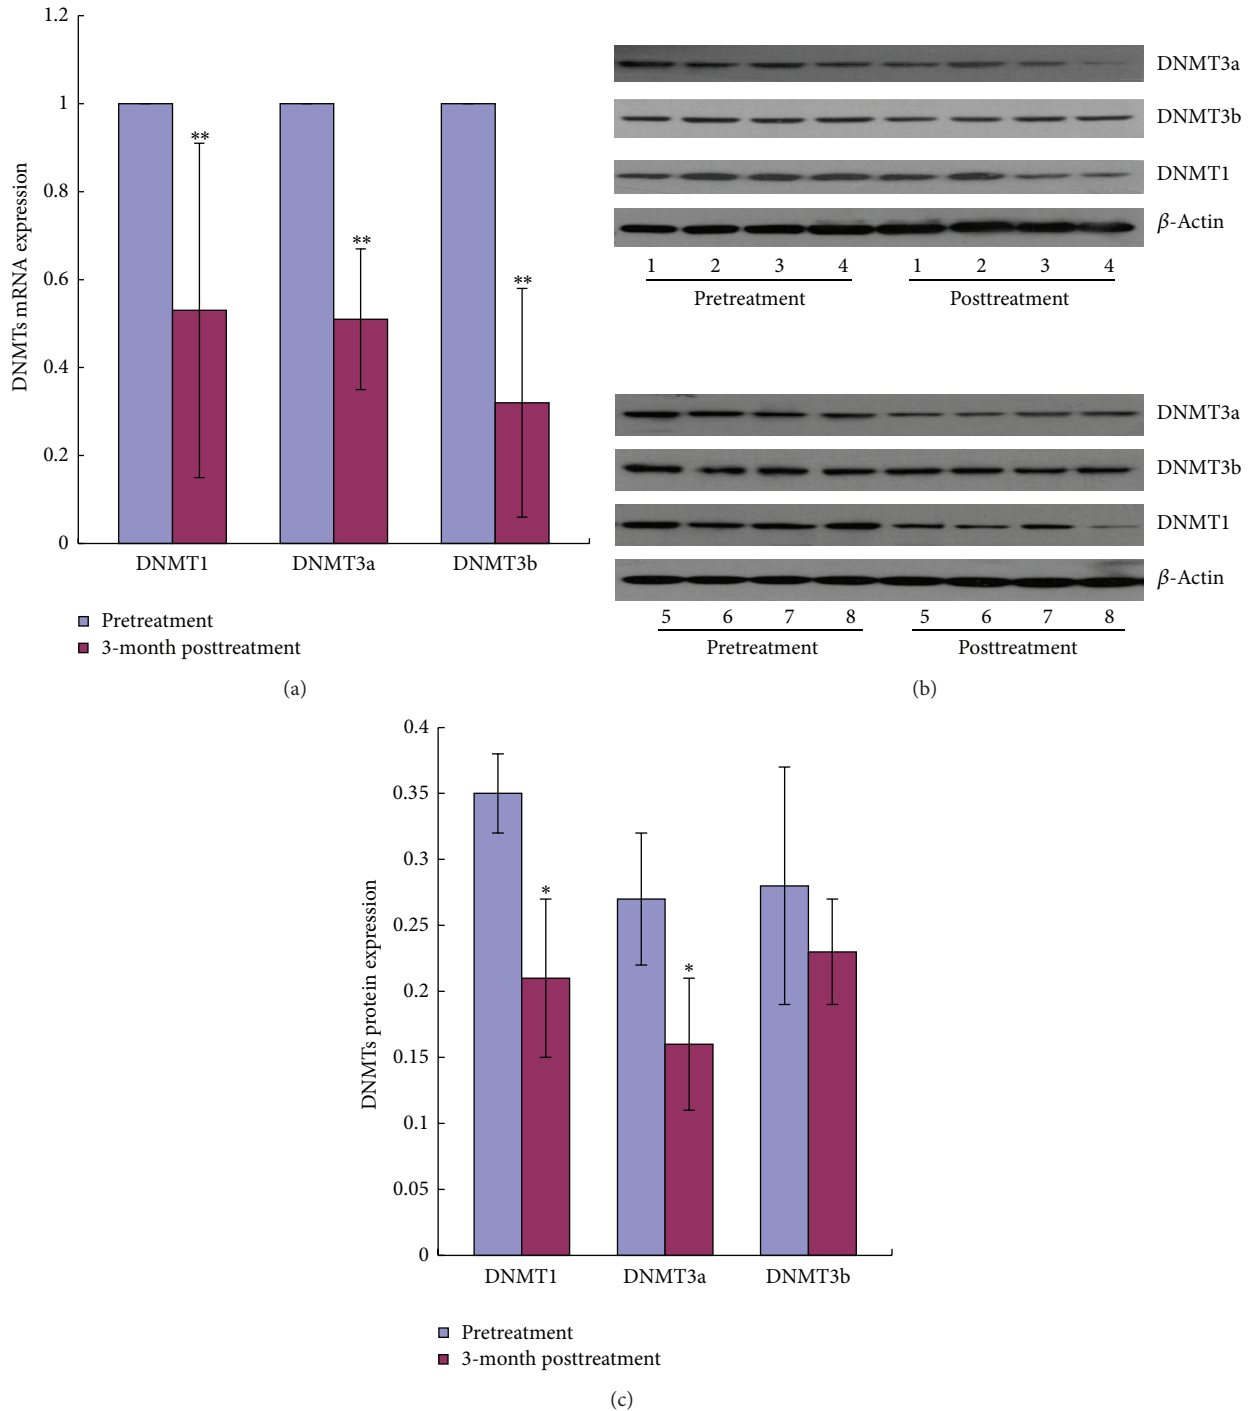 1.2
1
0.8
0.6
0.4
0.2
0
DNMTs mRNA expression
**
**
**
DNMT1 DNMT3a DNMT3b
Pretreatment
3-month posttreatment
(a)
DNMT3a
DNMT3b
DNMT1
β-Actin
1 2 3 4 1 2 3 4
Pretreatment Posttreatment
DNMT3a
DNMT3b
DNMT1
β-Actin
5 6 7 8 5 6 7 8
Pretreatment Posttreatment
(b)
0.4
0.35
0.3
0.25
0.2
0.15
0.1
0.05
0
DNMTs protein expression
*
*
DNMT1 DNMT3a DNMT3b
Pretreatment
3-month posttreatment
(c)